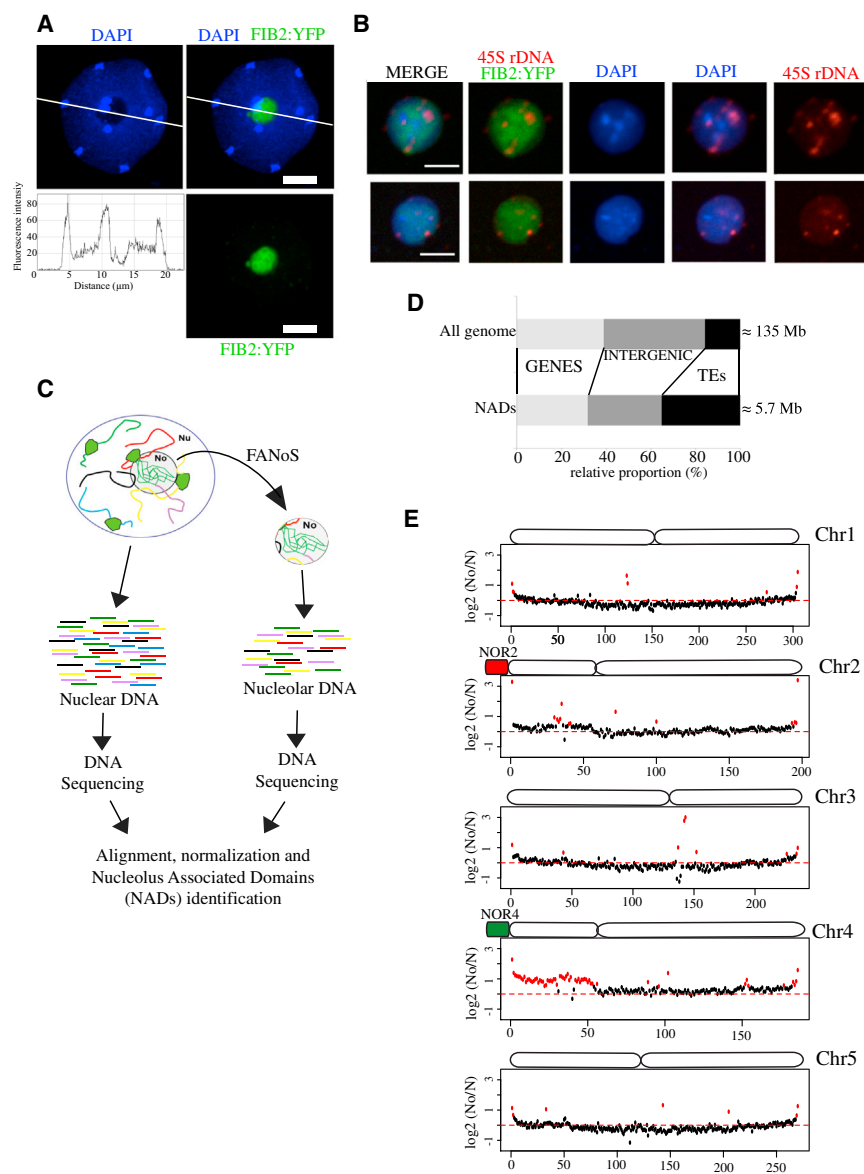 A
DAPI
DAPI FIB2:YFP
Fluorescence intensity
80
60
40
20
0 5 10 15 20
Distance (µm)
FIB2:YFP
B
MERGE
45S rDNA
FIB2:YFP
DAPI
DAPI
45S rDNA
C
Nu
No
FANoS
No
Nuclear DNA
Nucleolar DNA
DNA
Sequencing
DNA
Sequencing
Alignment, normalization and
Nucleolus Associated Domains
(NADs) identification
D
All genome
≈ 135 Mb
GENES
INTERGENIC
TEs
NADs
≈ 5.7 Mb
0 20 40 60 80 100
relative proportion (%)
E
Chr1
log2 (No/N)
3
1
-1
0 50 100 150 200 250 300
NOR2
Chr2
log2 (No/N)
3
1
-1
0 50 100 150 200
Chr3
log2 (No/N)
3
1
-1
0 50 100 150 200
NOR4
Chr4
log2 (No/N)
3
1
-1
0 50 100 150
Chr5
log2 (No/N)
3
1
-1
0 50 100 150 200 250